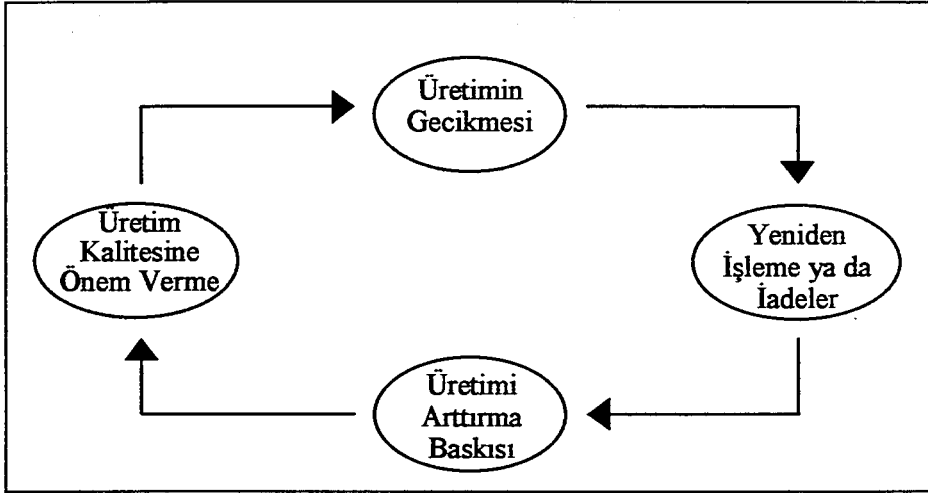 Üretimin
Gecikmesi
Üretim
Kalitesine
Önem Verme
Yeniden
İşleme ya da
İadeler
Üretimi
Arttırma
Baskısı